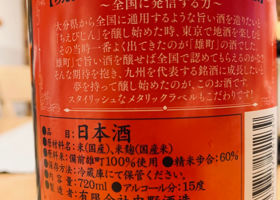 ～全国に発信する力～
大分県から全国に通用するような旨い酒を造りたいと
「ちえびじん」を醸し始めた時、東京で地酒を楽しむ
その当時一番よく出てきたのが「雄町」の酒でした。
雄町で旨い酒を醸せば全国で認めてもらえるのか？
そんな期待を抱き、九州を代表する銘酒に成長したいと
夢を持って醸し始めたのが、このお酒です。
スタイリッシュなメタリックラベルもこだわりです！
日本酒
●原材料名：米（国産）、米麹（国産米）
●原料米：備前雄町100％使用 ●精米歩合：60％
●保存方法：冷蔵庫にて保管ください。
●内容量：720ml ●アルコール分：15度
有限会社中野酒造